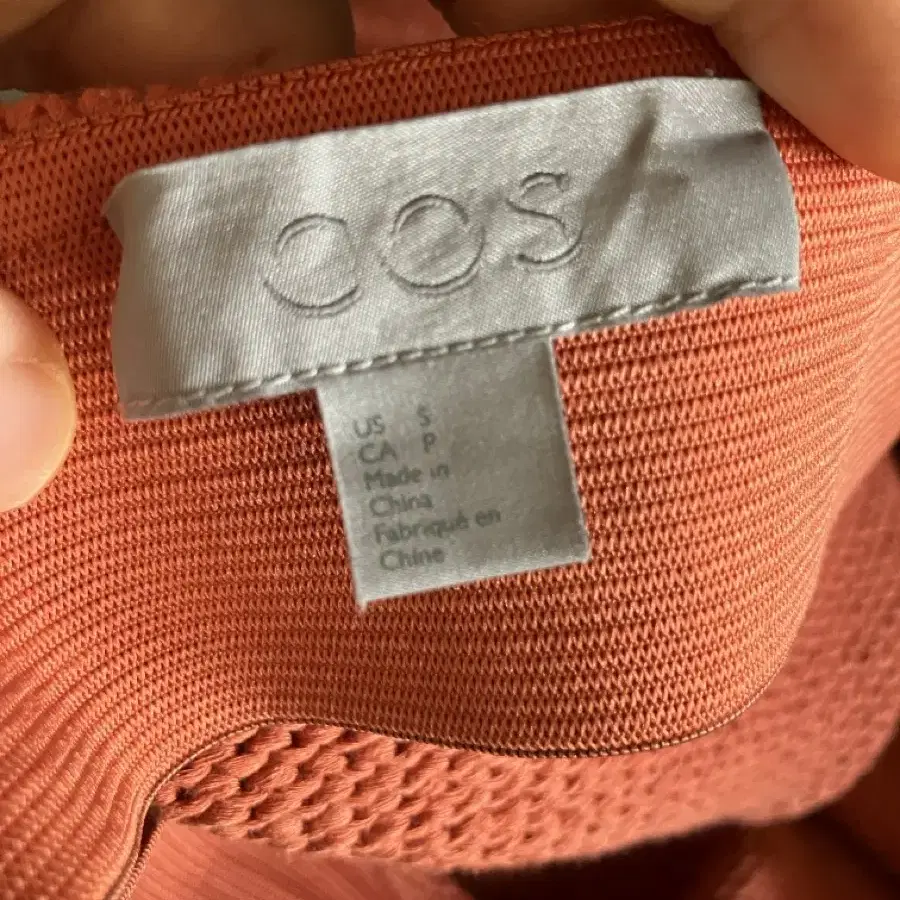 COS
US S
CA P
Made in
China
Fabriqué en
Chine